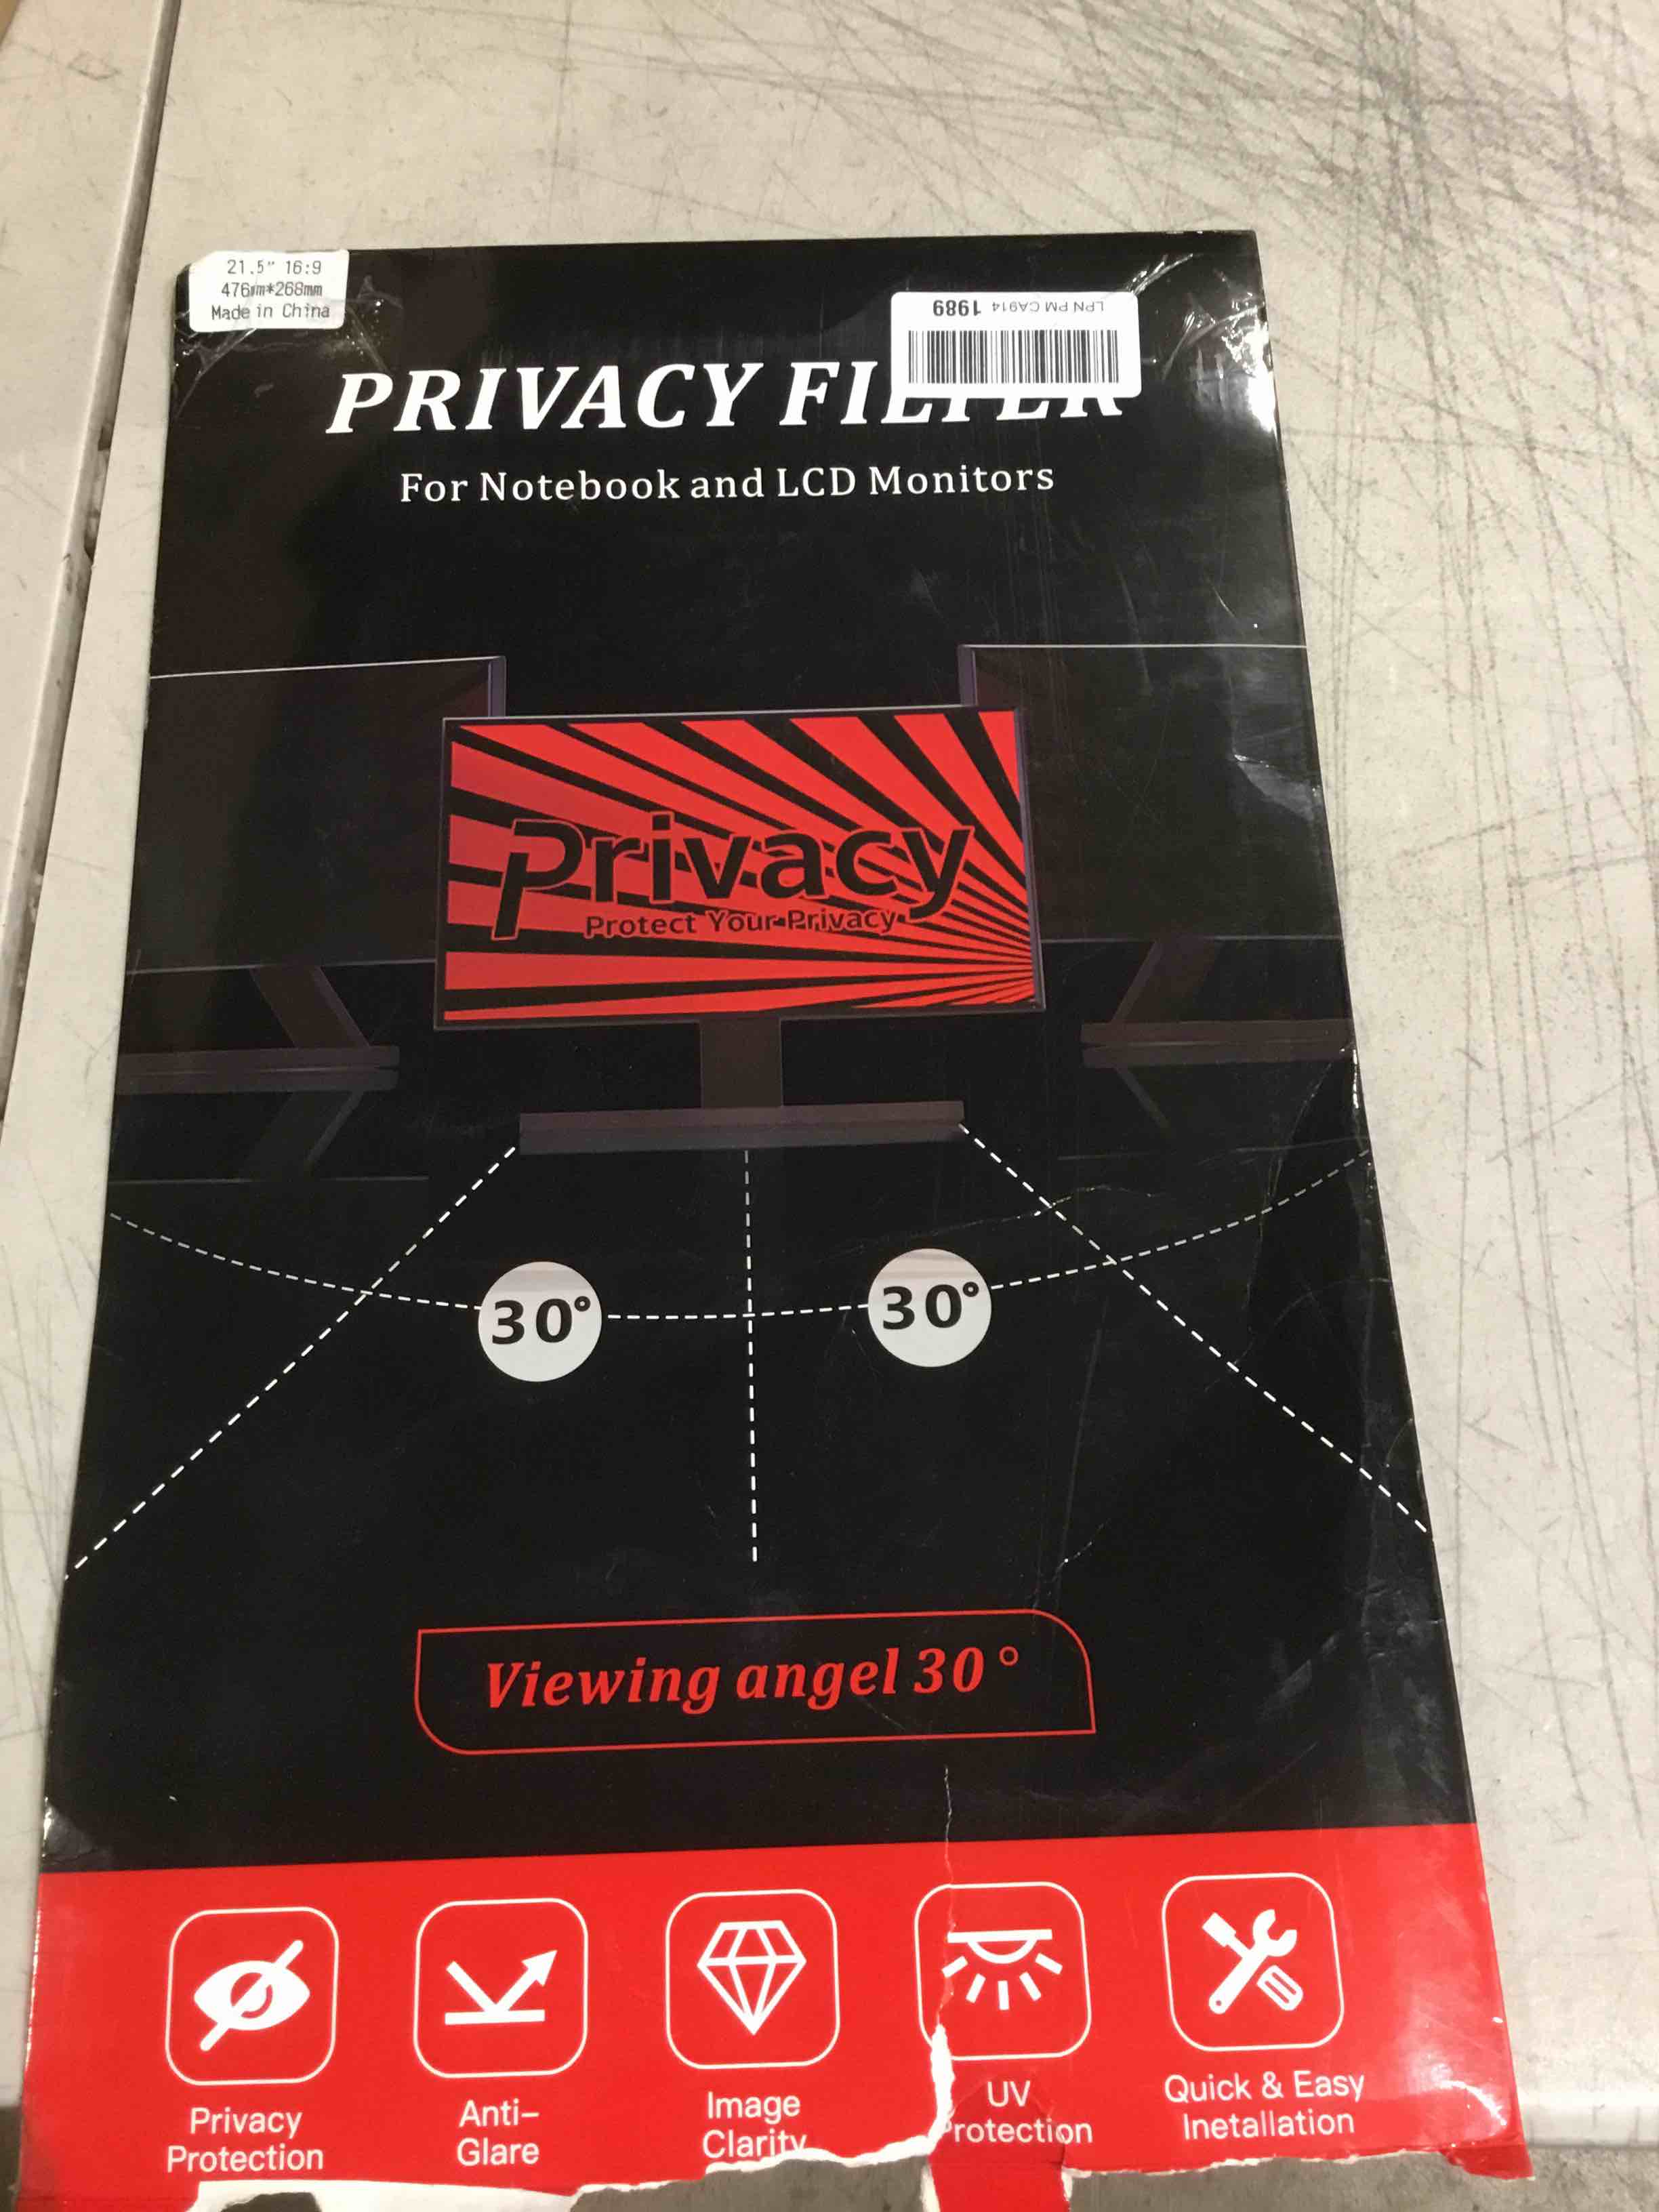 21.5" 16:9
476mm*268mm
Made in China
LPN PM CA914 1989
PRIVACY FILTER
For Notebook and LCD Monitors
Privacy
Protect Your Privacy
30°
30°
Viewing angel 30°
Privacy
Protection
Anti-
Glare
Image
Clarity
UV
Protection
Quick & Easy
Inetallation